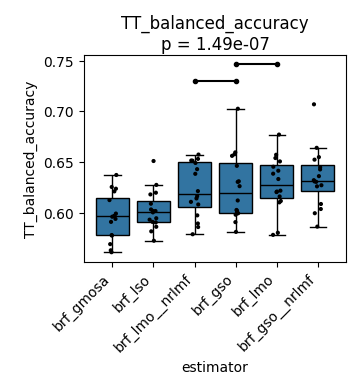 TT_balanced_accuracy
p = 1.49e-07
TT_balanced_accuracy
0.75
0.70
0.65
0.60
brf_gmosa
brf_lso
brf_lmo__nrlmf
brf_gso
brf_lmo
brf_gso__nrlmf
estimator